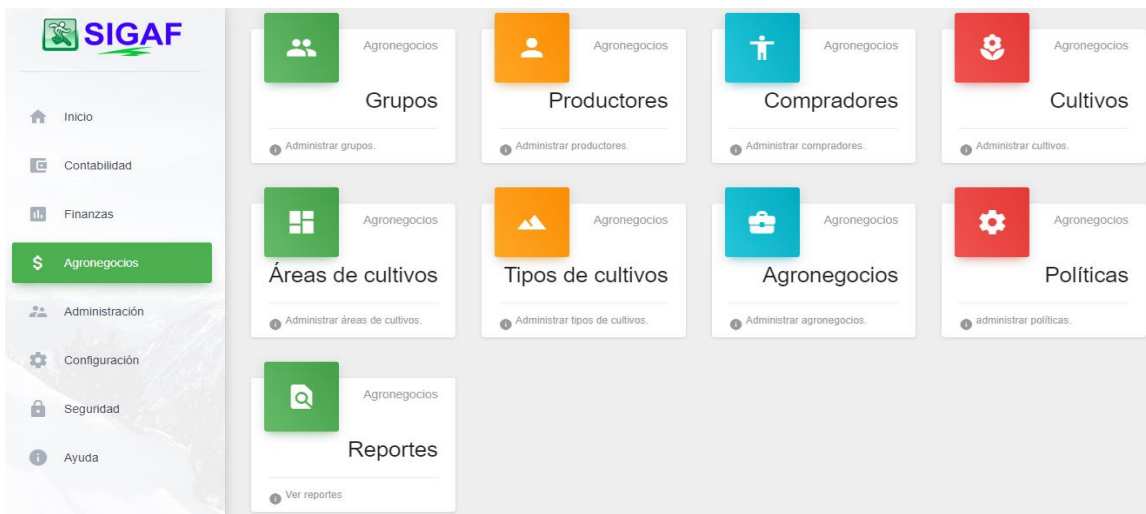 SIGAF
Inicio
Contabilidad
Finanzas
$ Agronegocios
Administración
Configuración
Seguridad
Ayuda
Agronegocios
Grupos
Administrar grupos.
Agronegocios
Productores
Administrar productores.
Agronegocios
Compradores
Administrar compradores.
Agronegocios
Cultivos
Administrar cultivos.
Agronegocios
Áreas de cultivos
Administrar áreas de cultivos.
Agronegocios
Tipos de cultivos
Administrar tipos de cultivos.
Agronegocios
Agronegocios
Administrar agronegocios.
Agronegocios
Políticas
administrar políticas.
Agronegocios
Reportes
Ver reportes